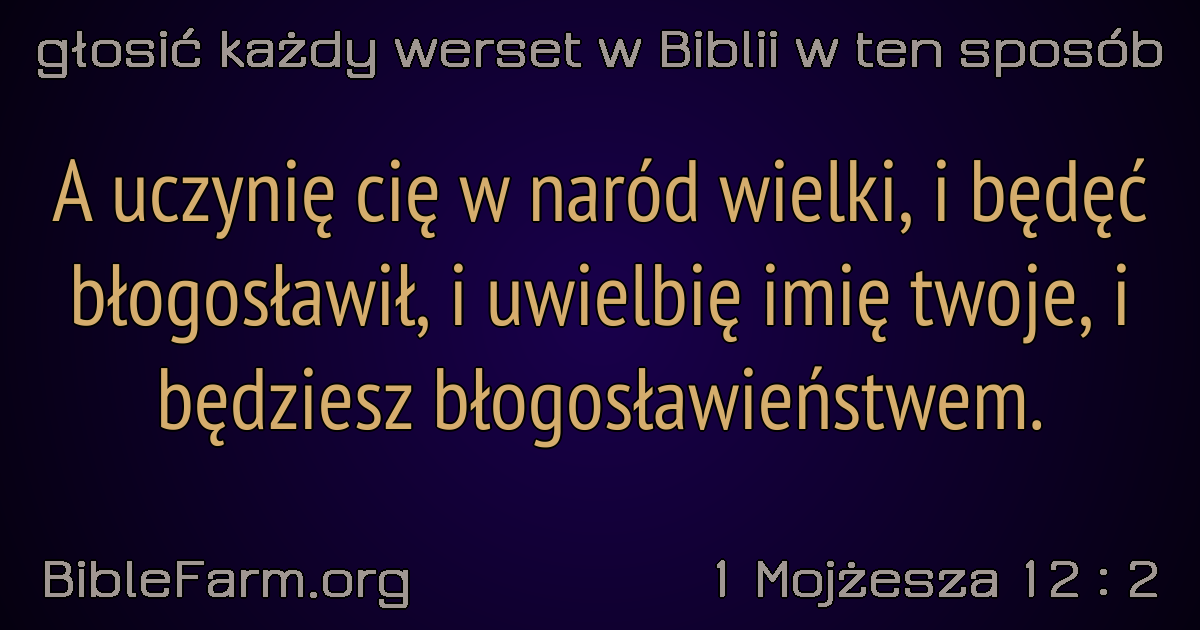 głosić każdy werset w Biblii w ten sposób
A uczynię cię w naród wielki, i będęć
błogosławił, i uwielbię imię twoje, i
będziesz błogosławieństwem.
BibleFarm.org
1 Mojżesza 12 : 2